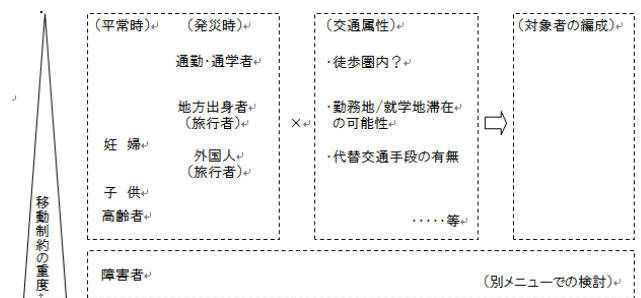 (平常時) (発災時) (交通属性) (対象者の編成)
通勤・通学者 ・徒歩圏内?
地方出身者 ・勤務地/就学地滞在
(旅行者) × の可能性
妊 婦
外国人 ・代替交通手段の有無
(旅行者)
子 供
高齢者 ・・・・・等
移動制約の重度
障害者
(別メニューでの検討)